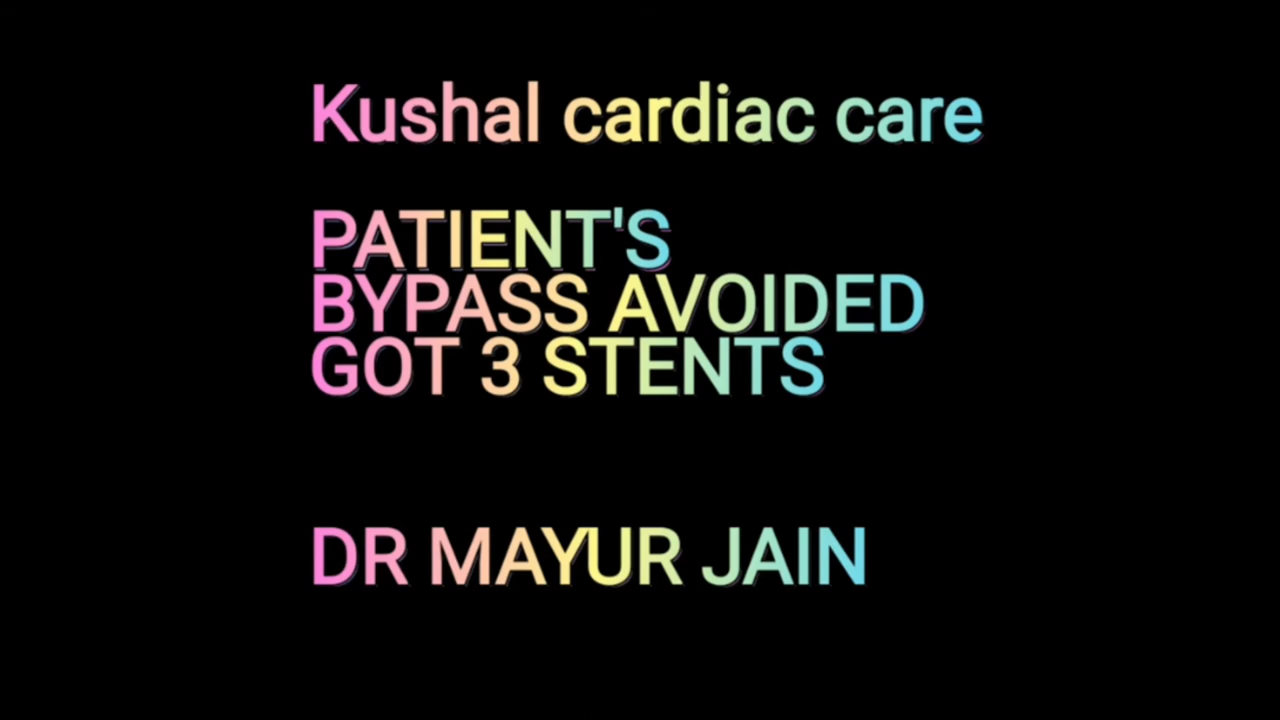 Kushal cardiac care
PATIENT'S
BYPASS AVOIDED
GOT 3 STENTS
DR MAYUR JAIN